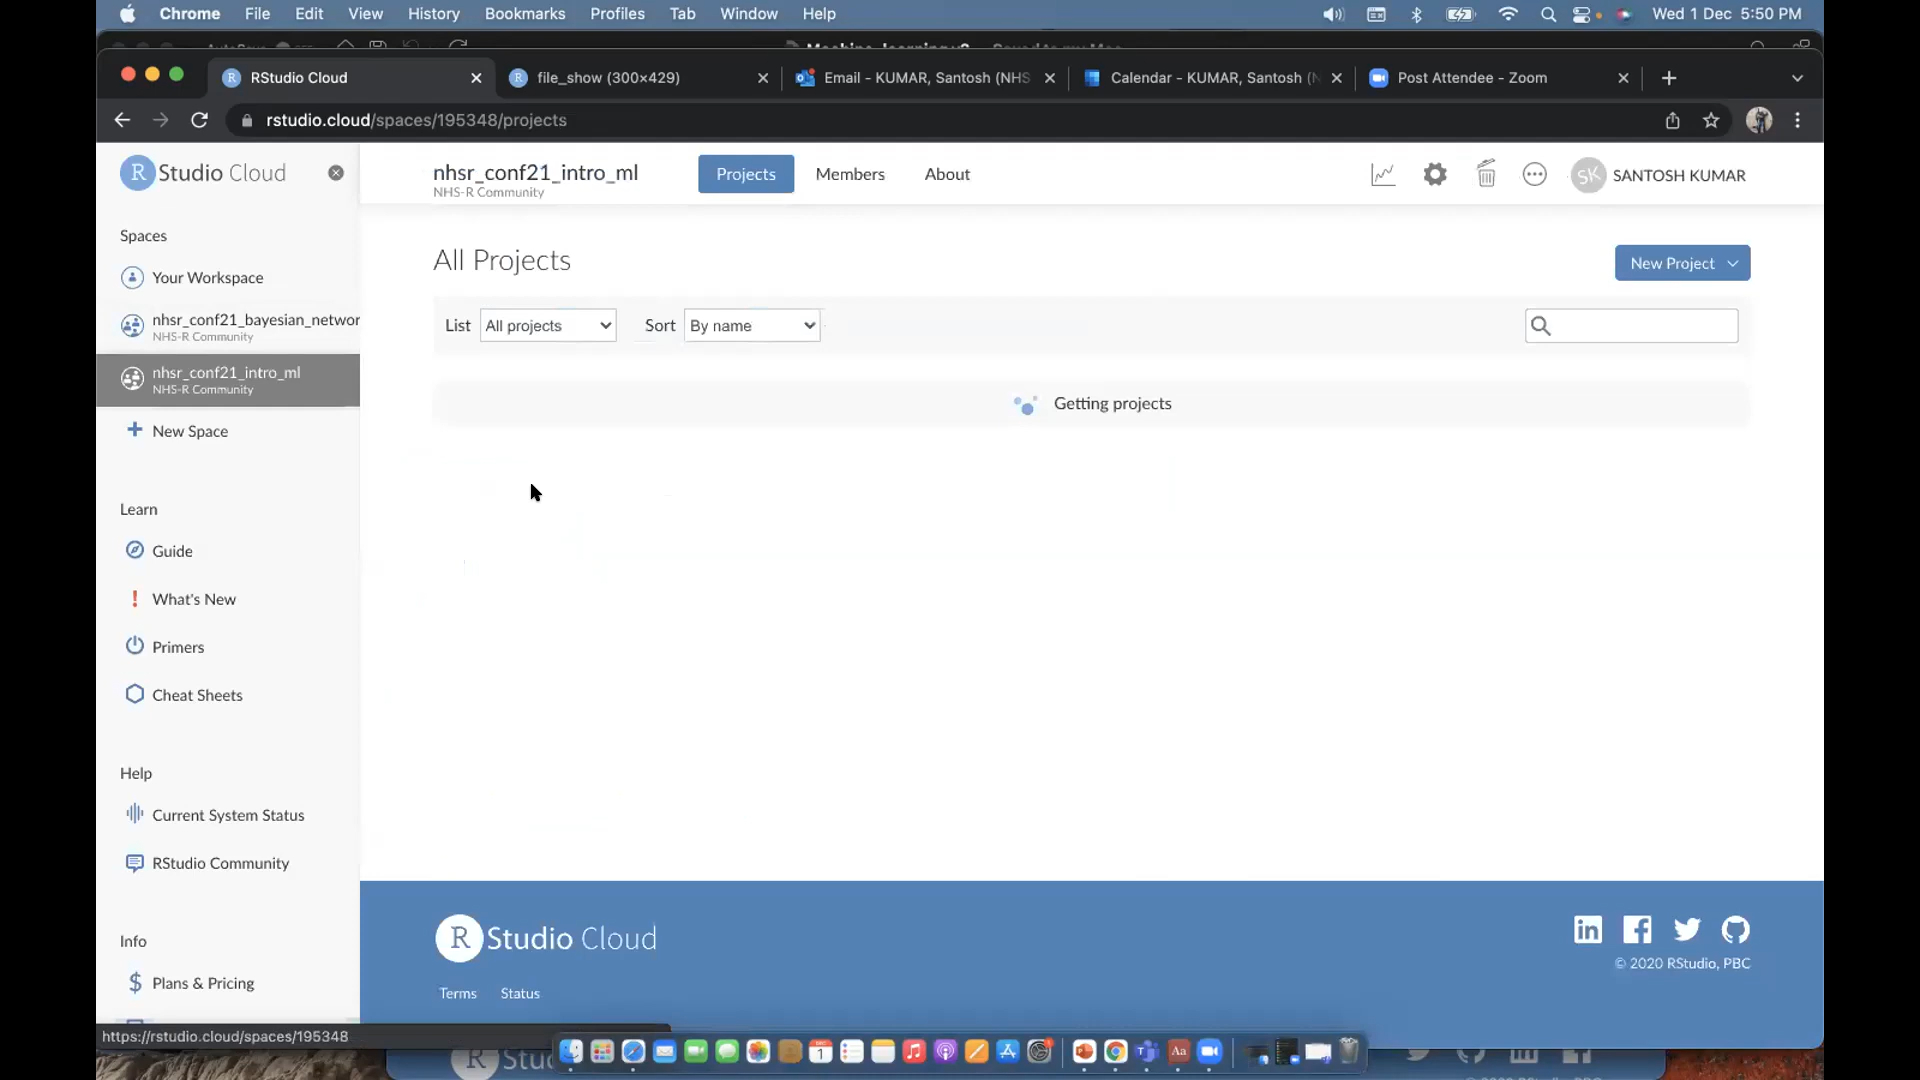 Chrome File Edit View History Bookmarks Profiles Tab Window Help Wed 1 Dec 5:50 PM
RStudio Cloud
file_show (300×429)
Email - KUMAR, Santosh (NHS
Calendar - KUMAR, Santosh (N
Post Attendee - Zoom
rstudio.cloud/spaces/195348/projects
R Studio Cloud
nhsr_conf21_intro_ml
NHS-R Community
Projects
Members
About
SK SANTOSH KUMAR
Spaces
Your Workspace
nhsr_conf21_bayesian_networ
NHS-R Community
nhsr_conf21_intro_ml
NHS-R Community
New Space
Learn
Guide
What's New
Primers
Cheat Sheets
Help
Current System Status
RStudio Community
Info
Plans & Pricing
All Projects
New Project
List All projects Sort By name
Getting projects
R Studio Cloud
Terms Status
© 2020 RStudio, PBC
https://rstudio.cloud/spaces/195348
R Stu